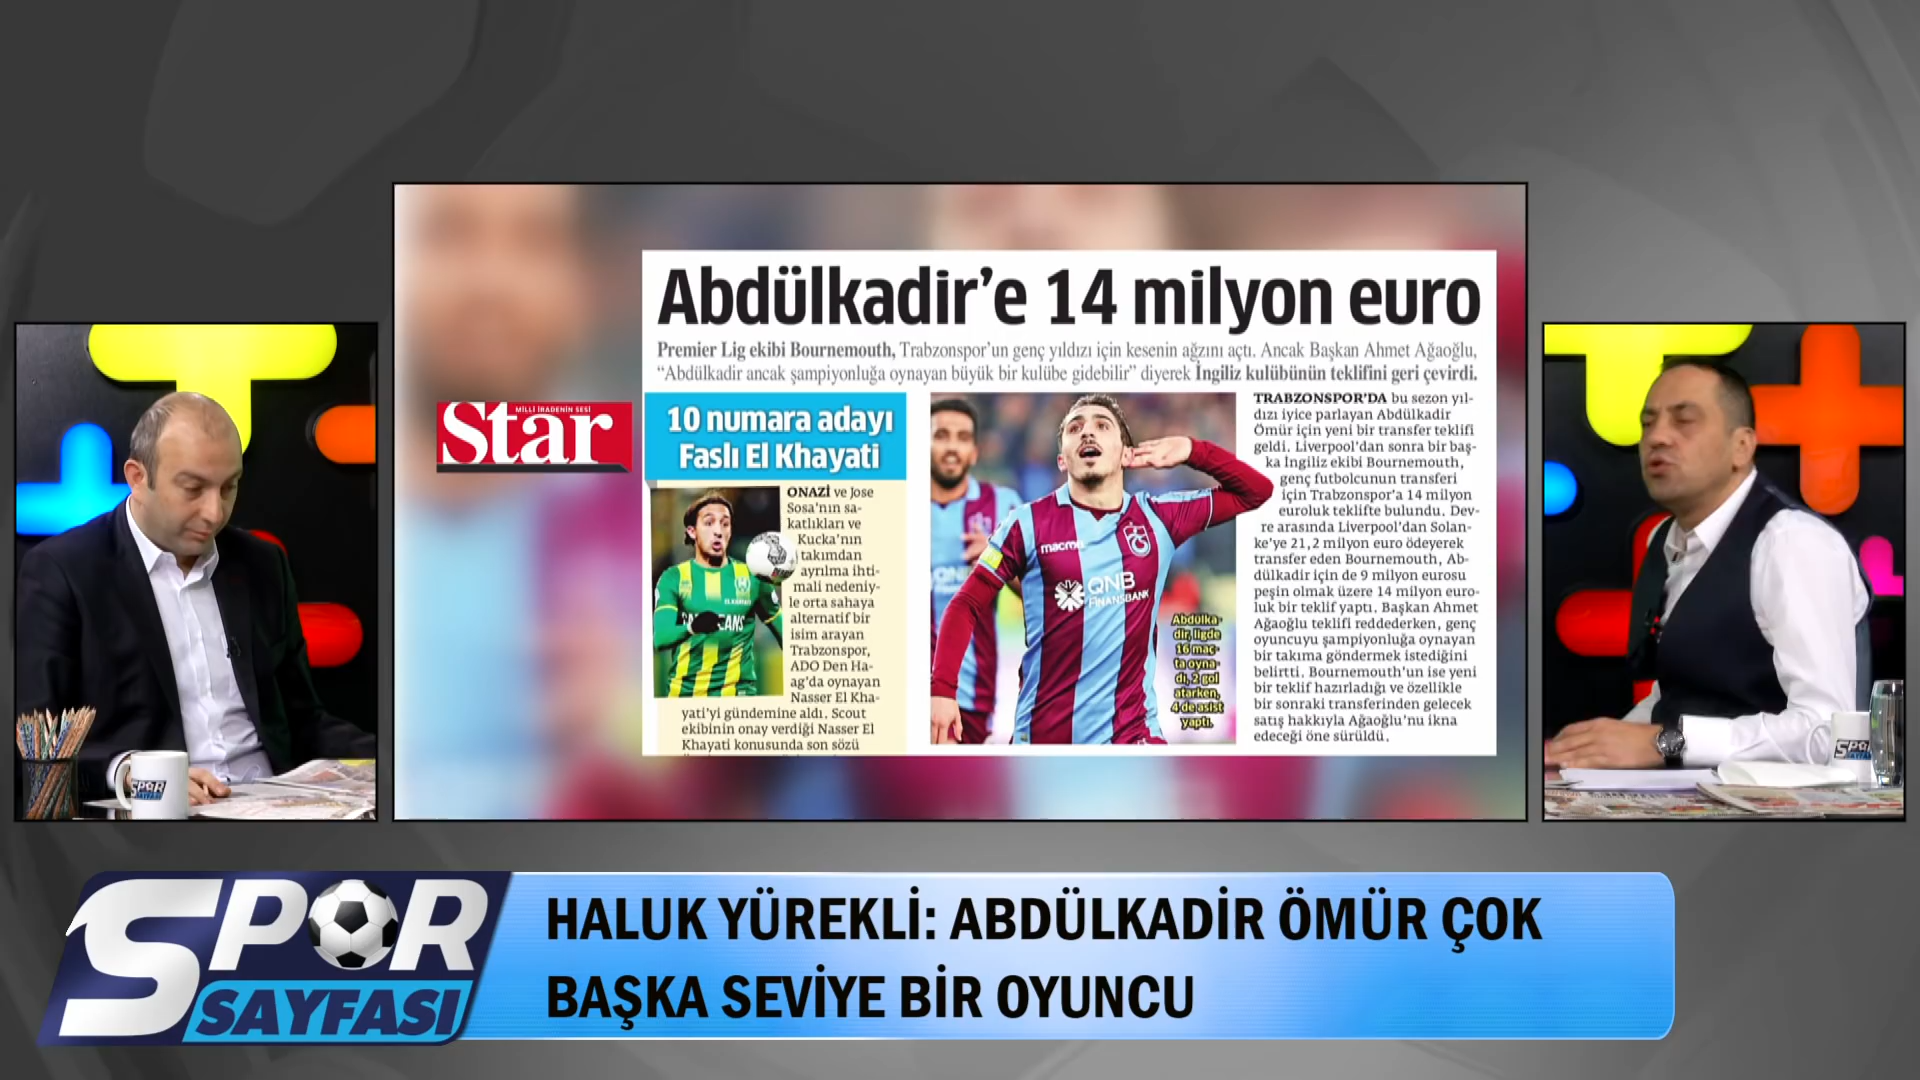 Abdülkadir'e 14 milyon euro
Premier Lig ekibi Bournemouth, Trabzonspor'un genç yıldızı için kesenin ağzını açtı. Ancak Başkan Ahmet Ağaoğlu,
“Abdülkadir ancak şampiyonluğa oynayan büyük bir kulübe gidebilir” diyerek İngiliz kulübünün teklifini geri çevirdi.
MİLLİ İRADENİN SESİ
Star
10 numara adayı
Faslı El Khayati
ONAZİ ve Jose
Sosa'nın sa-
katlıkları ve
Kucka'nın
takımdan
ayrılma ihti-
mali nedeniy-
le orta sahaya
alternatif bir
isim arayan
Trabzonspor,
ADO Den Ha-
ag'da oynayan
Nasser El Kha-
yati'yi gündemine aldı. Scout
ekibinin onay verdiği Nasser El
Khayati konusunda son sözü
macron
QNB
FİNANSBANK
Abdülka-
dir, ligde
16 maç-
ta oyna-
dı, 2 gol
atarken,
4 de asist
yaptı.
TRABZONSPOR'DA bu sezon yıl-
dızı iyice parlayan Abdülkadir
Ömür için yeni bir transfer teklifi
geldi. Liverpool'dan sonra bir baş-
ka İngiliz ekibi Bournemouth,
genç futbolcunun transferi
için Trabzonspor'a 14 milyon
euroluk teklifte bulundu. Dev-
re arasında Liverpool'dan Solan-
ke'ye 21,2 milyon euro ödeyerek
transfer eden Bournemouth, Ab-
dülkadir için de 9 milyon eurosu
peşin olmak üzere 14 milyon euro-
luk bir teklif yaptı. Başkan Ahmet
Ağaoğlu teklifi reddederken, genç
oyuncuyu şampiyonluğa oynayan
bir takıma göndermek istediğini
belirtti. Bournemouth'un ise yeni
bir teklif hazırladığı ve özellikle
bir sonraki transferinden gelecek
satış hakkıyla Ağaoğlu'nu ikna
edeceği öne sürüldü.
SPOR
SAYFASI
SPOR
SPOR
SAYFASI
HALUK YÜREKLİ: ABDÜLKADİR ÖMÜR ÇOK
BAŞKA SEVİYE BİR OYUNCU